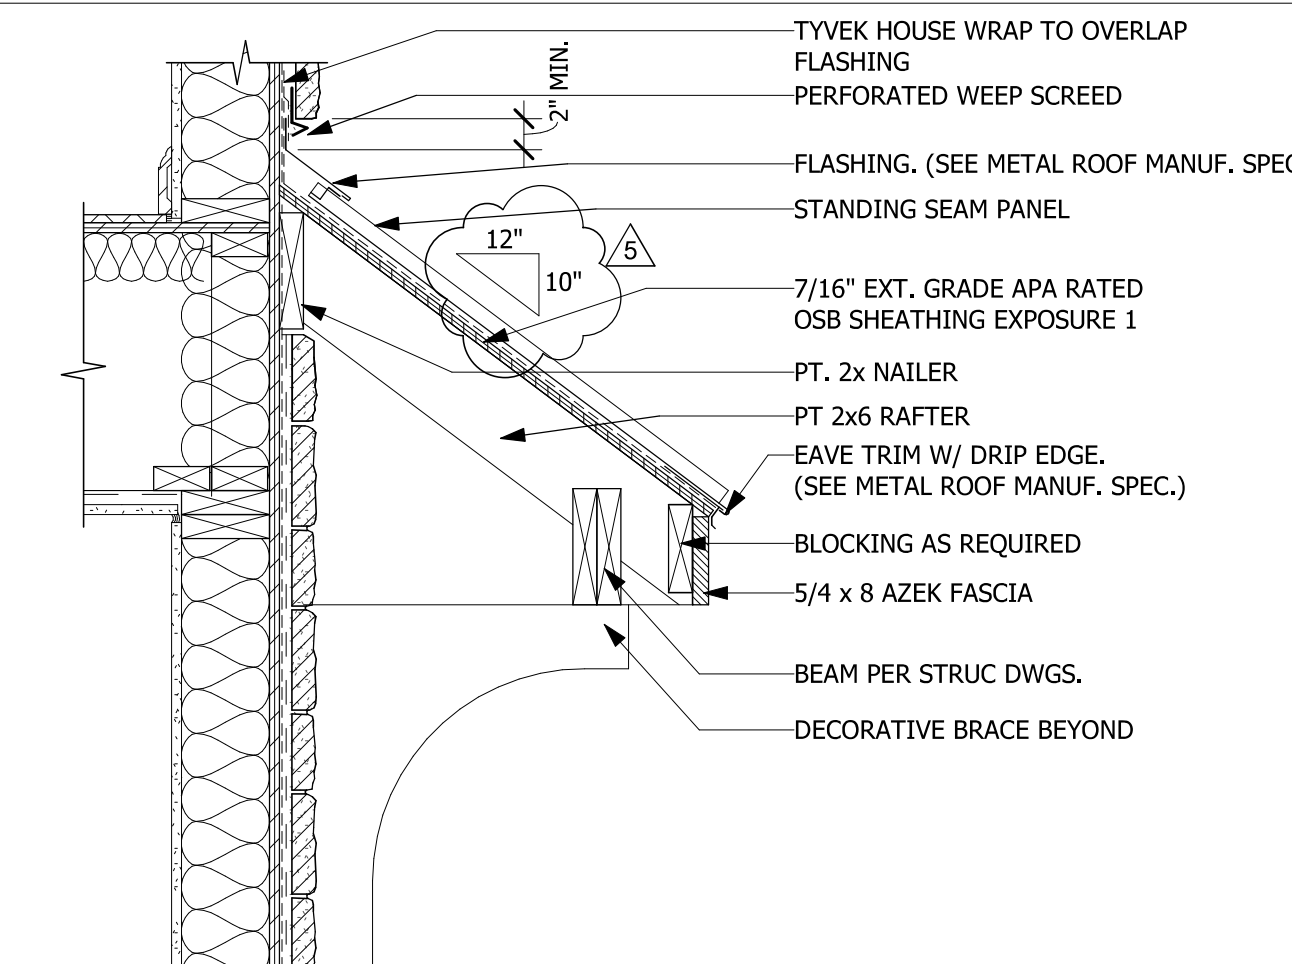 TYVEK HOUSE WRAP TO OVERLAP
FLASHING
PERFORATED WEEP SCREED
2" MIN.
FLASHING. (SEE METAL ROOF MANUF. SPEC
STANDING SEAM PANEL
12"
5
10"
7/16" EXT. GRADE APA RATED
OSB SHEATHING EXPOSURE 1
PT. 2x NAILER
PT 2x6 RAFTER
EAVE TRIM W/ DRIP EDGE.
(SEE METAL ROOF MANUF. SPEC.)
BLOCKING AS REQUIRED
5/4 x 8 AZEK FASCIA
BEAM PER STRUC DWGS.
DECORATIVE BRACE BEYOND